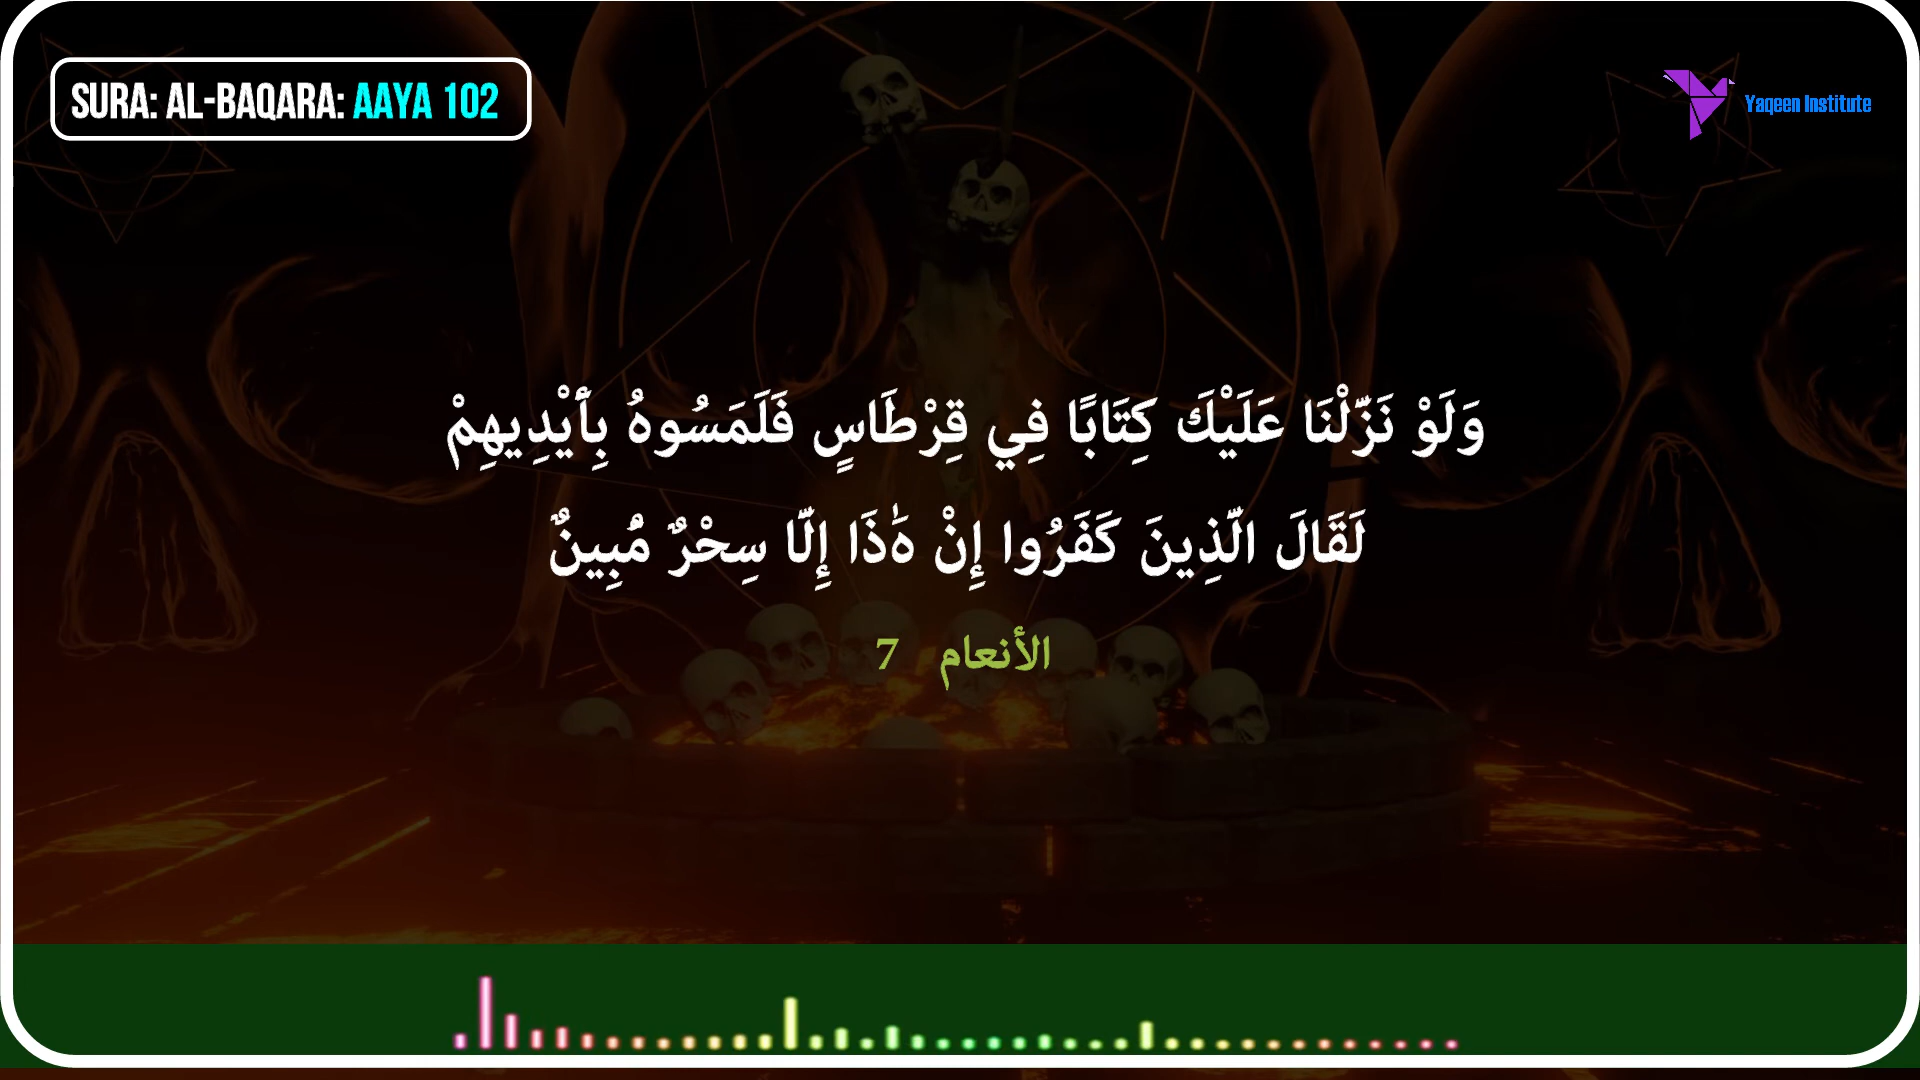 SURA: AL-BAQARA: AAYA 102
Yaqeen Institute
وَلَوْ نَزَّلْنَا عَلَيْكَ كِتَابًا فِي قِرْطَاسٍ فَلَمَسُوهُ بِأَيْدِيهِمْ
لَقَالَ الَّذِينَ كَفَرُوا إِنْ هَٰذَا إِلَّا سِحْرٌ مُّبِينٌ
الأنعام 7